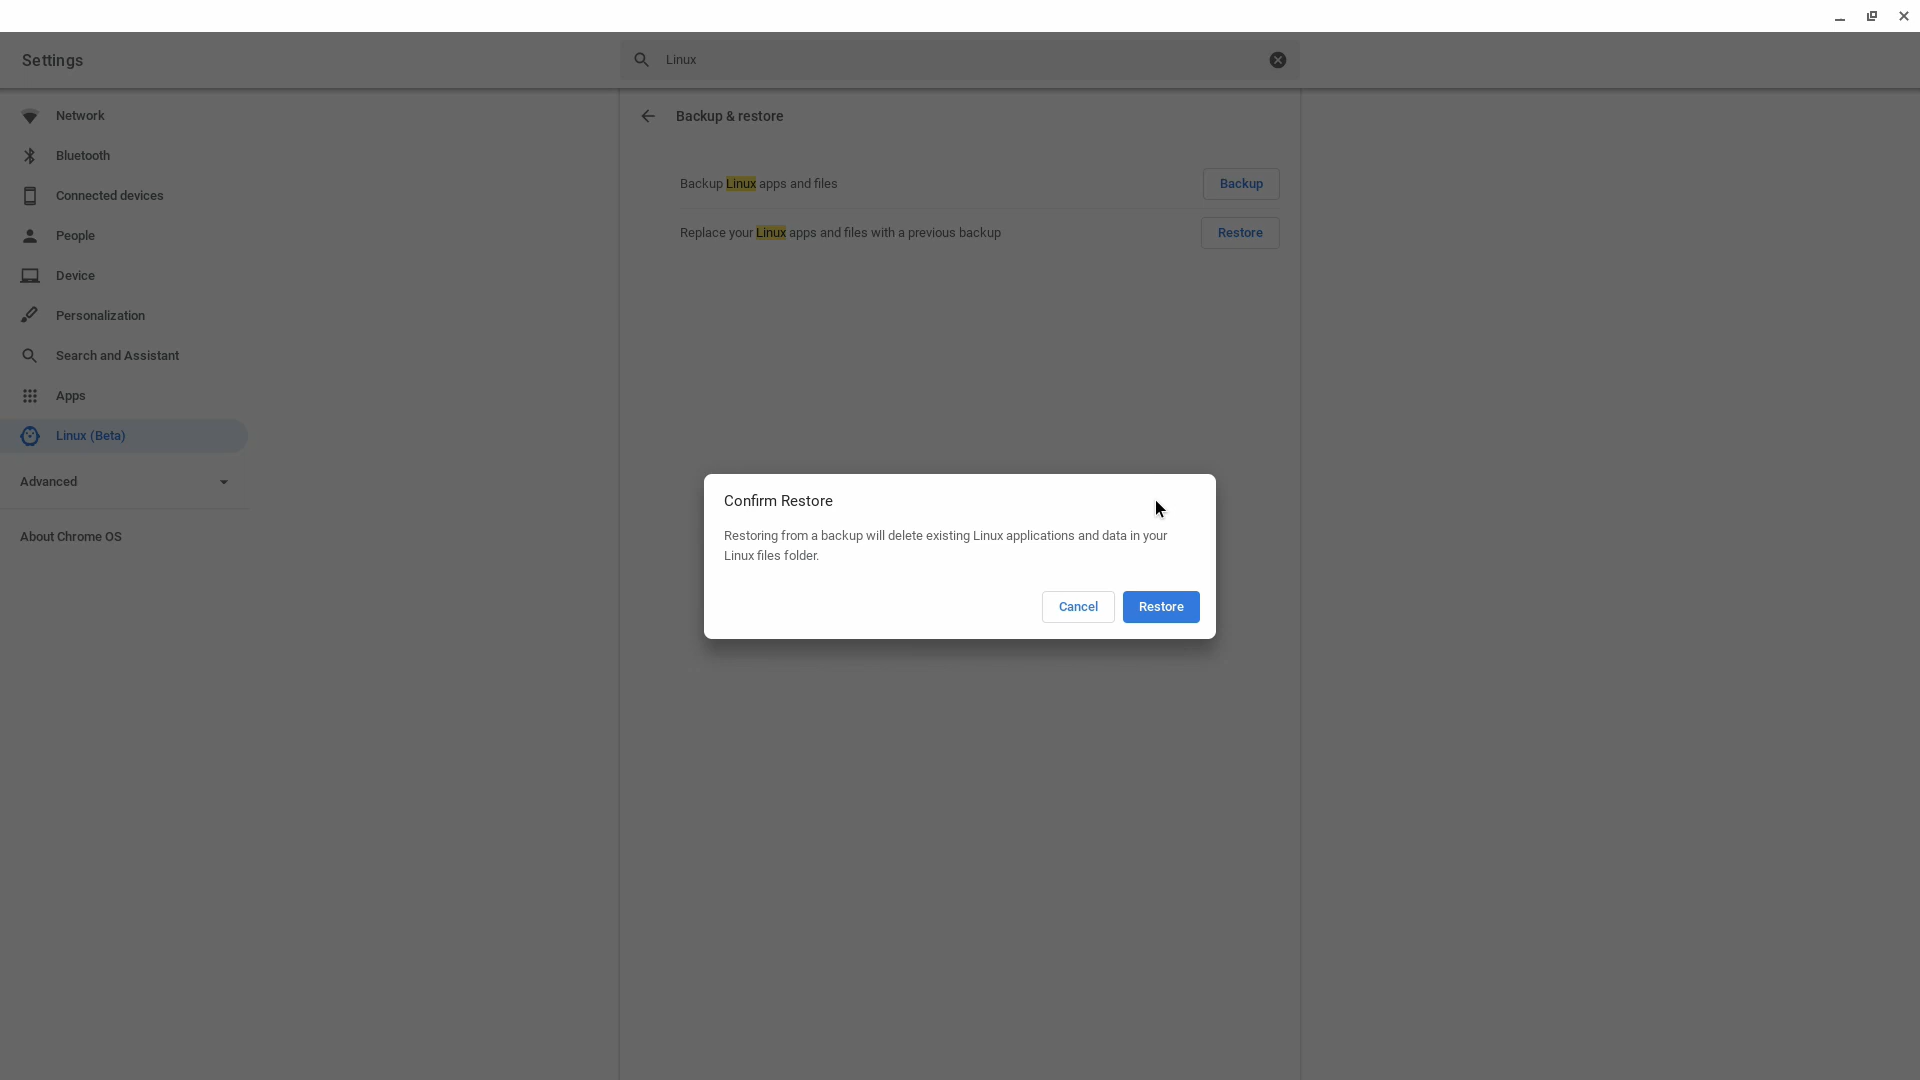 Settings
Linux
Network
Bluetooth
Connected devices
People
Device
Personalization
Search and Assistant
Apps
Linux (Beta)
Advanced
About Chrome OS
Backup & restore
Backup Linux apps and files
Backup
Replace your Linux apps and files with a previous backup
Restore
Confirm Restore
Restoring from a backup will delete existing Linux applications and data in your
Linux files folder.
Cancel
Restore